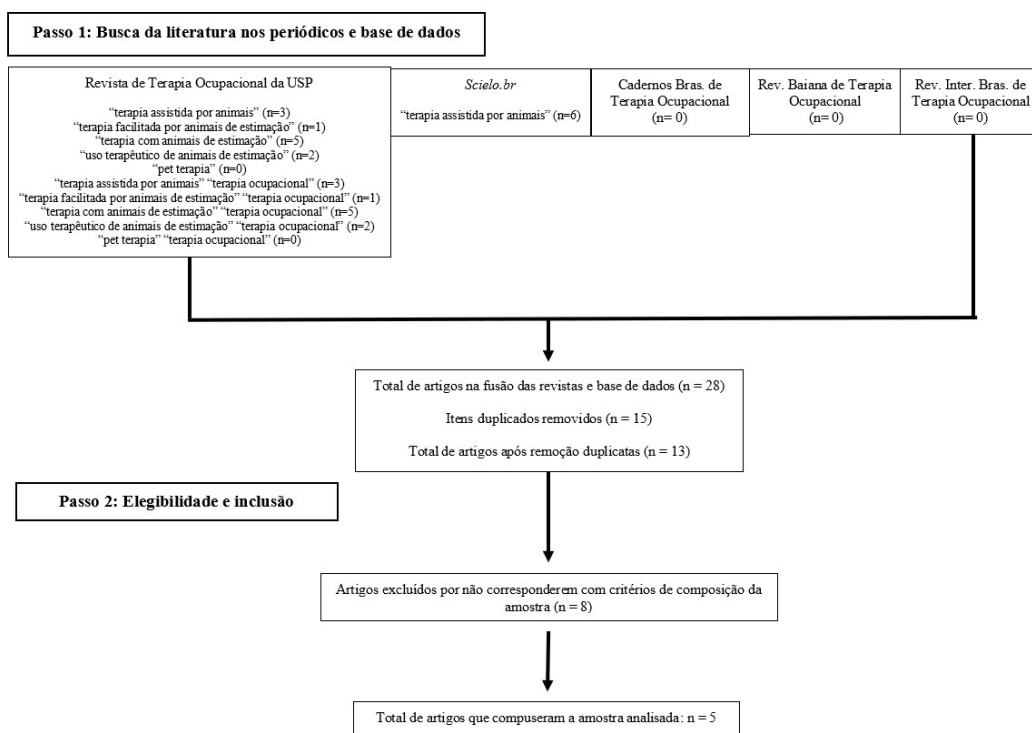 Passo 1: Busca da literatura nos periódicos e base de dados
Revista de Terapia Ocupacional da USP
“terapia assistida por animais” (n=3)
“terapia facilitada por animais de estimação” (n=1)
“terapia com animais de estimação” (n=5)
“uso terapêutico de animais de estimação” (n=2)
“pet terapia” (n=0)
“terapia assistida por animais” “terapia ocupacional” (n=3)
“terapia facilitada por animais de estimação” “terapia ocupacional” (n=1)
“terapia com animais de estimação” “terapia ocupacional” (n=5)
“uso terapêutico de animais de estimação” “terapia ocupacional” (n=2)
“pet terapia” “terapia ocupacional” (n=0)
Scielo.br
“terapia assistida por animais” (n=6)
Cadernos Bras. de
Terapia Ocupacional
(n= 0)
Rev. Baiana de Terapia
Ocupacional
(n= 0)
Rev. Inter. Bras. de
Terapia Ocupacional
(n= 0)
Total de artigos na fusão das revistas e base de dados (n = 28)
Itens duplicados removidos (n = 15)
Total de artigos após remoção duplicatas (n = 13)
Passo 2: Elegibilidade e inclusão
Artigos excluídos por não corresponderem com critérios de composição da
amostra (n = 8)
Total de artigos que compuseram a amostra analisada: n = 5